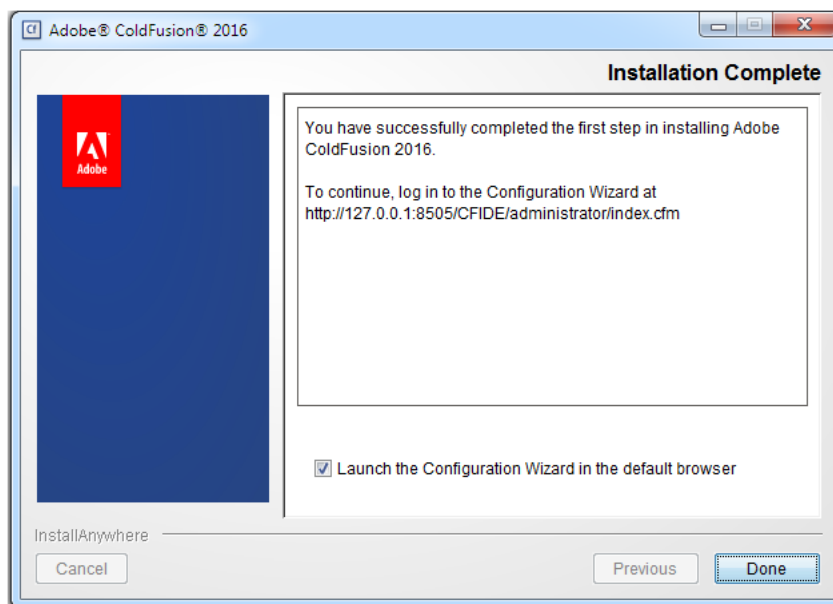 Cf Adobe® ColdFusion® 2016
Installation Complete
Adobe
You have successfully completed the first step in installing Adobe
ColdFusion 2016.
To continue, log in to the Configuration Wizard at
http://127.0.0.1:8505/CFIDE/administrator/index.cfm
Launch the Configuration Wizard in the default browser
InstallAnywhere
Cancel
Previous
Done